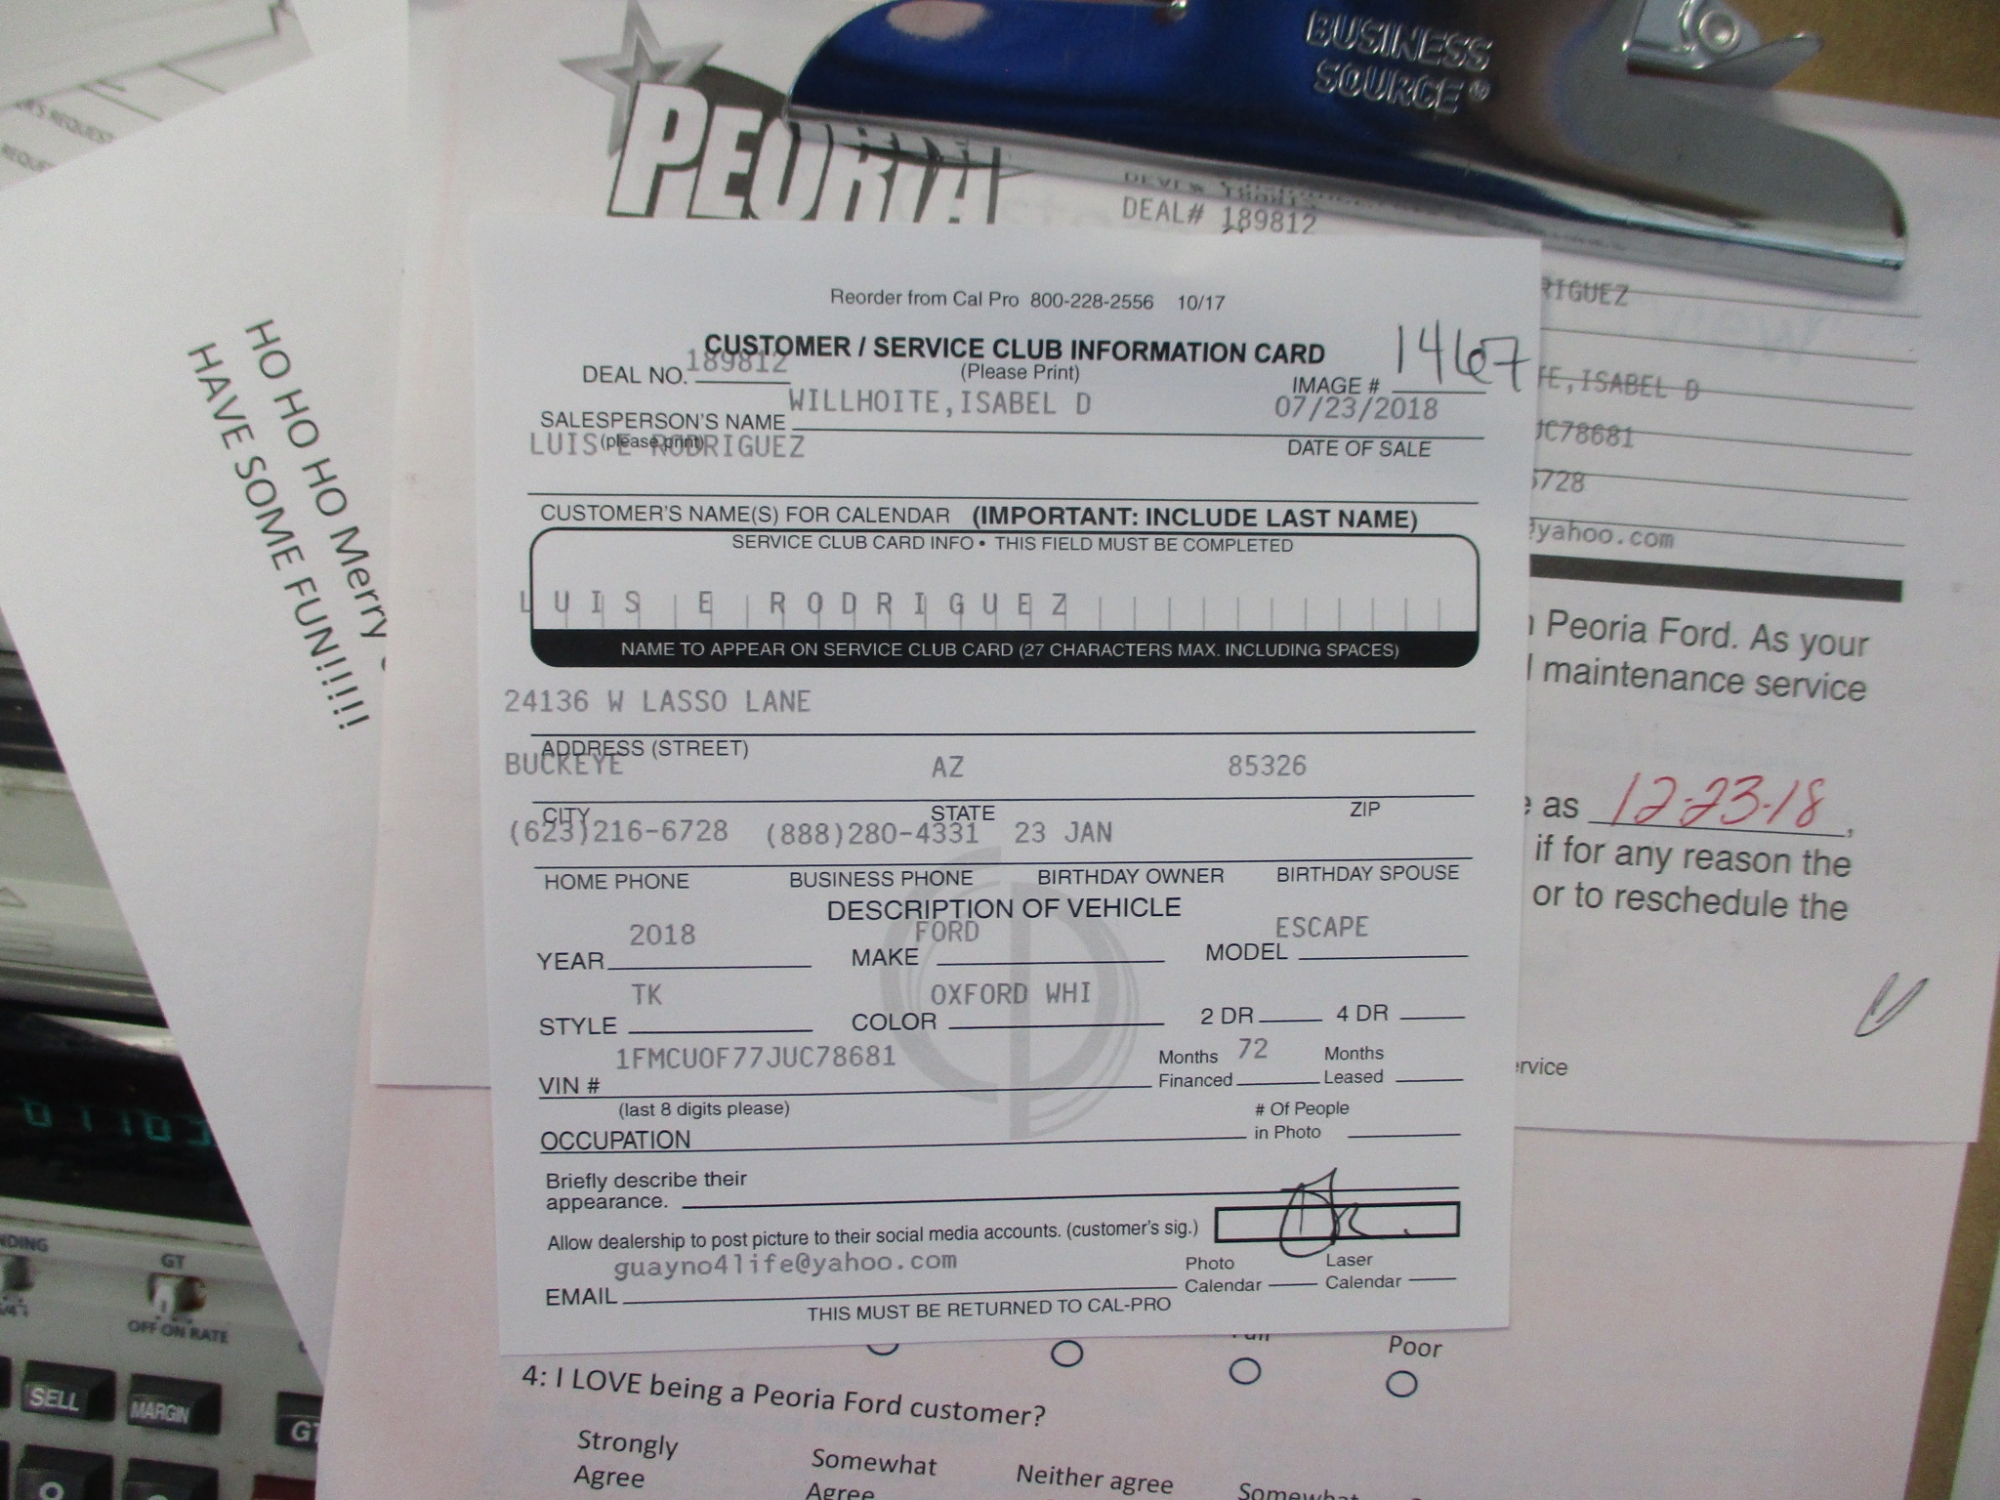 BUSINESS
SOURCE®
PEORIA
DEAL# 189812
HO HO HO HO Merry
HAVE SOME FUN!!!!!!
Reorder from Cal Pro 800-228-2556 10/17
CUSTOMER / SERVICE CLUB INFORMATION CARD
(Please Print)
DEAL NO. 189812
IMAGE # 1467
SALESPERSON'S NAME WILLHOITE,ISABEL D
07/23/2018
(please print)
LUIS E RODRIGUEZ
DATE OF SALE
CUSTOMER'S NAME(S) FOR CALENDAR (IMPORTANT: INCLUDE LAST NAME)
SERVICE CLUB CARD INFO • THIS FIELD MUST BE COMPLETED
LUIS E RODRIGUEZ
NAME TO APPEAR ON SERVICE CLUB CARD (27 CHARACTERS MAX. INCLUDING SPACES)
24136 W LASSO LANE
ADDRESS (STREET)
BUCKEYE AZ 85326
CITY STATE ZIP
(623)216-6728 (888)280-4331 23 JAN
HOME PHONE BUSINESS PHONE BIRTHDAY OWNER BIRTHDAY SPOUSE
DESCRIPTION OF VEHICLE
YEAR 2018 MAKE FORD MODEL ESCAPE
STYLE TK COLOR OXFORD WHI 2 DR 4 DR
VIN # 1FMCU0F77JUC78681
Months Financed 72 Months Leased
(last 8 digits please)
# Of People in Photo
OCCUPATION
Briefly describe their
appearance.
Allow dealership to post picture to their social media accounts. (customer's sig.)
EMAIL guayno4life@yahoo.com
Photo Calendar Laser Calendar
THIS MUST BE RETURNED TO CAL-PRO
RIGUEZ
TE,ISABEL D
JC78681
6728
@yahoo.com
Peoria Ford. As your
maintenance service
as 12-23-18,
if for any reason the
or to reschedule the
Poor
4: I LOVE being a Peoria Ford customer?
Strongly
Agree
Somewhat
Agree
Neither agree
Somewhat
GT
OFF ON RATE
SELL
MARGIN
GT